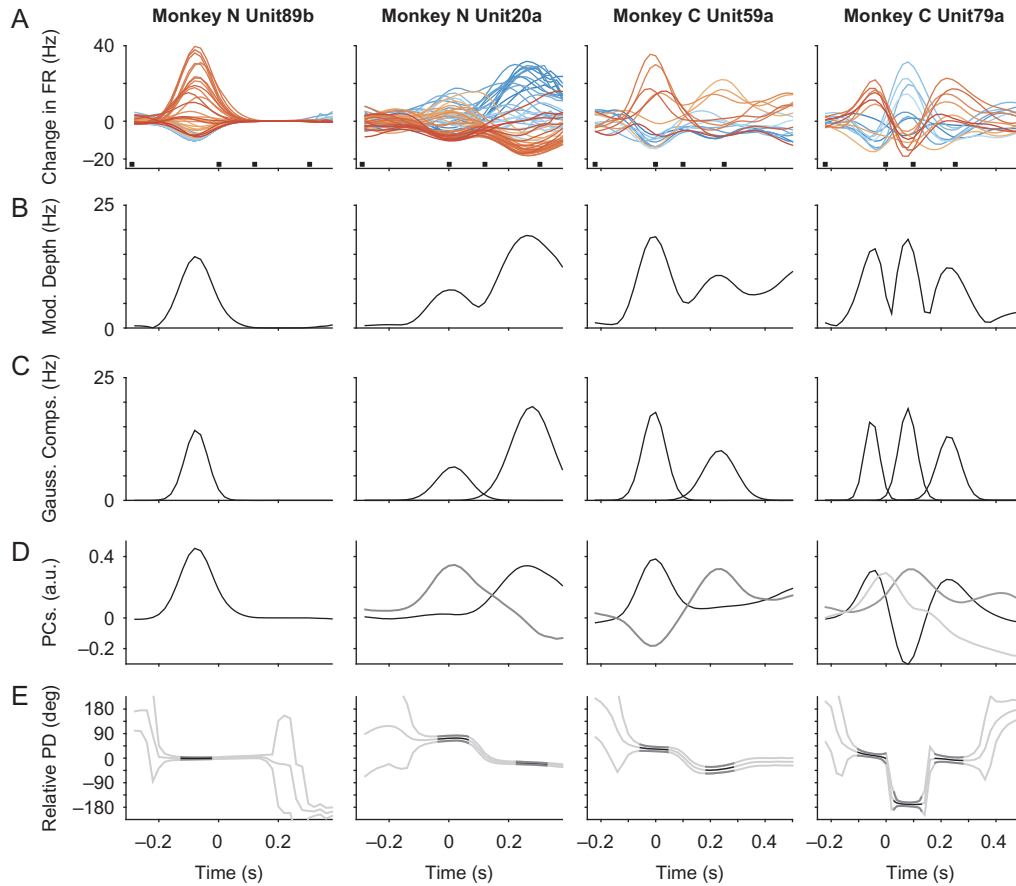 A
Monkey N Unit89b
Monkey N Unit20a
Monkey C Unit59a
Monkey C Unit79a
Change in FR (Hz)
40
20
0
–20
B
Mod. Depth (Hz)
25
0
C
Gauss. Comps. (Hz)
25
0
D
PCs. (a.u.)
0.4
0
–0.2
E
Relative PD (deg)
180
90
0
–90
–180
–0.2 0 0.2
–0.2 0 0.2
–0.2 0 0.2 0.4
–0.2 0 0.2 0.4
Time (s)
Time (s)
Time (s)
Time (s)